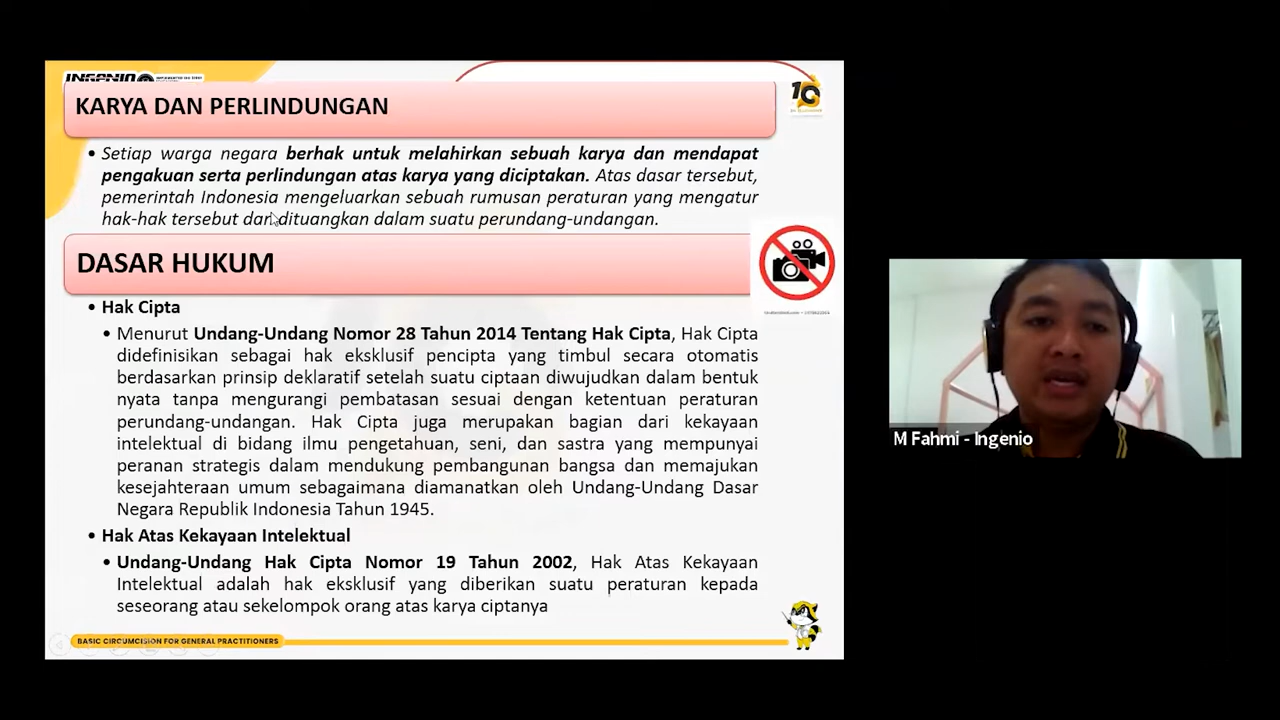 INGENIO
KARYA DAN PERLINDUNGAN
• Setiap warga negara berhak untuk melahirkan sebuah karya dan mendapat
pengakuan serta perlindungan atas karya yang diciptakan. Atas dasar tersebut,
pemerintah Indonesia mengeluarkan sebuah rumusan peraturan yang mengatur
hak-hak tersebut dan dituangkan dalam suatu perundang-undangan.
DASAR HUKUM
• Hak Cipta
• Menurut Undang-Undang Nomor 28 Tahun 2014 Tentang Hak Cipta, Hak Cipta
didefinisikan sebagai hak eksklusif pencipta yang timbul secara otomatis
berdasarkan prinsip deklaratif setelah suatu ciptaan diwujudkan dalam bentuk
nyata tanpa mengurangi pembatasan sesuai dengan ketentuan peraturan
perundang-undangan. Hak Cipta juga merupakan bagian dari kekayaan
intelektual di bidang ilmu pengetahuan, seni, dan sastra yang mempunyai
peranan strategis dalam mendukung pembangunan bangsa dan memajukan
kesejahteraan umum sebagaimana diamanatkan oleh Undang-Undang Dasar
Negara Republik Indonesia Tahun 1945.
• Hak Atas Kekayaan Intelektual
• Undang-Undang Hak Cipta Nomor 19 Tahun 2002, Hak Atas Kekayaan
Intelektual adalah hak eksklusif yang diberikan suatu peraturan kepada
seseorang atau sekelompok orang atas karya ciptanya
BASIC CIRCUMCISION FOR GENERAL PRACTITIONERS
M Fahmi - Ingenio